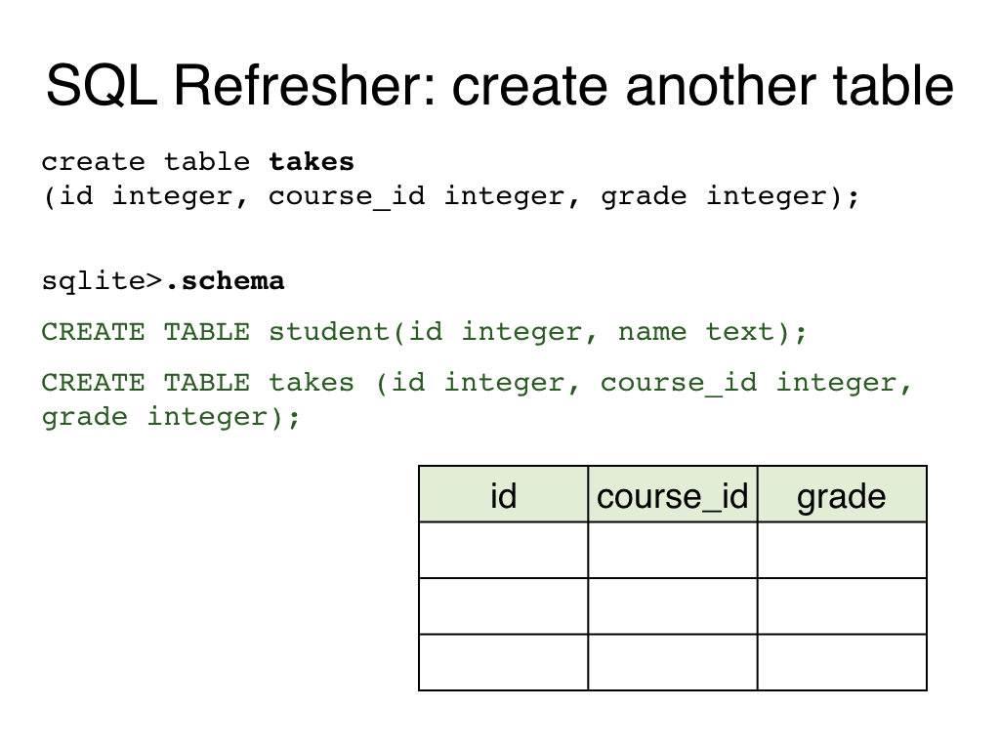 SQL Refresher: create another table
create table takes
(id integer, course_id integer, grade integer);
sqlite>.schema
CREATE TABLE student(id integer, name text);
CREATE TABLE takes (id integer, course_id integer,
grade integer);
id course_id grade